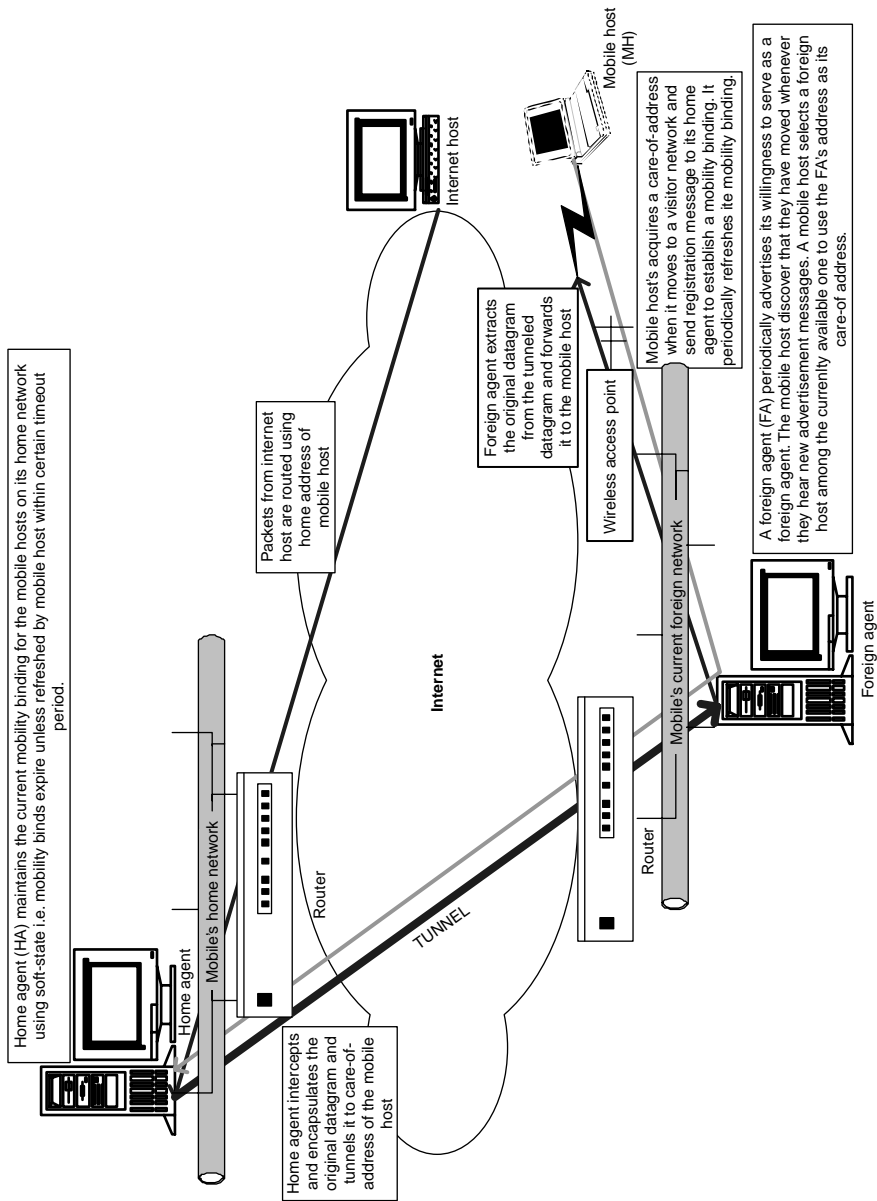 Home agent (HA) maintains the current mobility binding for the mobile hosts on its home network
using soft-state i.e. mobility binds expire unless refreshed by mobile host within certain timeout
period.
Home agent
Mobile's home network
Router
Packets from internet
host are routed using
home address of
mobile host
Internet host
Home agent intercepts
and encapsulates the
original datagram and
tunnels it to care-of-
address of the mobile
host
Internet
TUNNEL
Foreign agent extracts
the original datagram
from the tunneled
datagram and forwards
it to the mobile host
Mobile host
(MH)
Wireless access point
Router
Mobile's current foreign network
Mobile host's acquires a care-of-address
when it moves to a visitor network and
send registration message to its home
agent to establish a mobility binding. It
periodically refreshes ite mobility binding.
Foreign agent
A foreign agent (FA) periodically advertises its willingness to serve as a
foreign agent. The mobile host discover that they have moved whenever
they hear new advertisement messages. A mobile host selects a foreign
host among the currenlty available one to use the FA's address as its
care-of address.